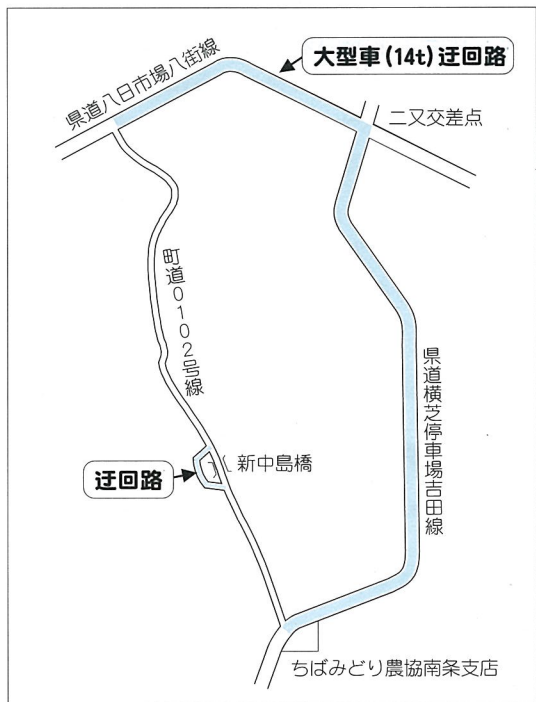 大型車(14t)迂回路
県道八日市場八街線
二又交差点
町道0102号線
県道横芝停車場吉田線
新中島橋
迂回路
ちばみどり農協南条支店